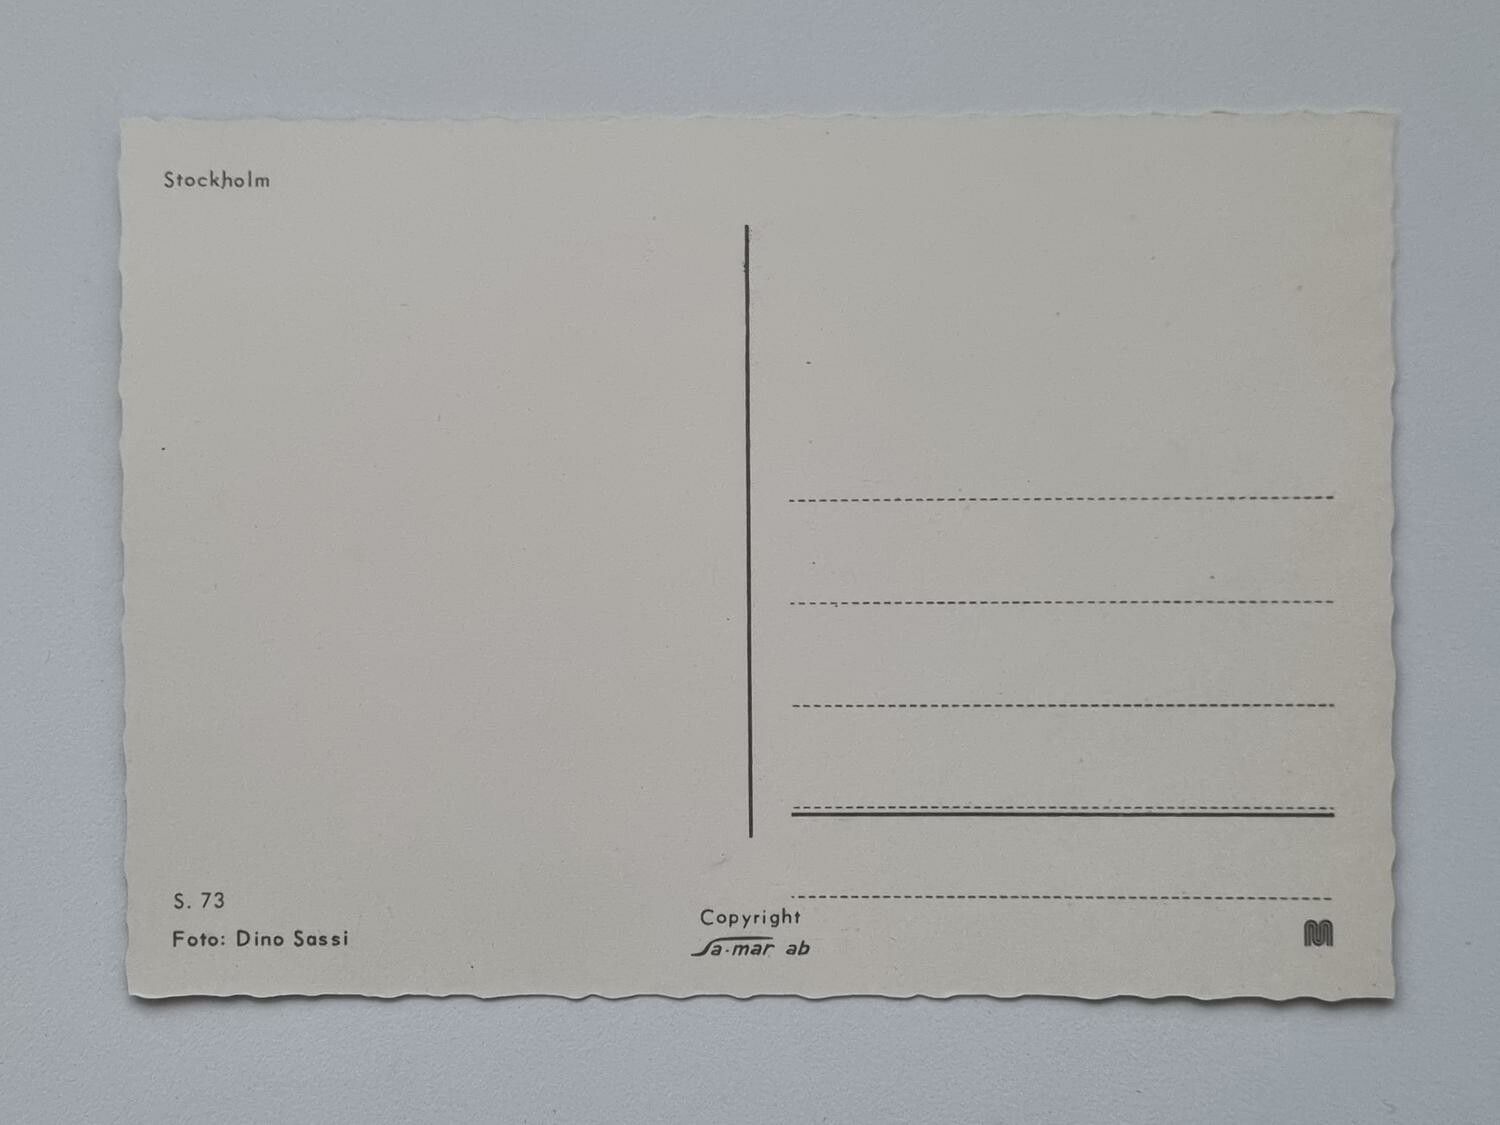 Stockholm
S. 73
Foto: Dino Sassi
Copyright
Sa-mar ab
M